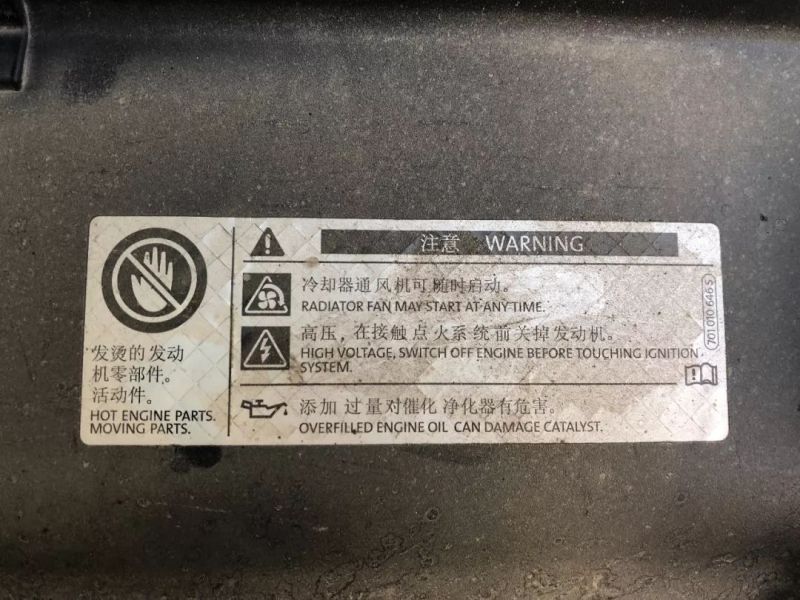 发烫的发动
机零部件。
活动件。
HOT ENGINE PARTS.
MOVING PARTS.
注意 WARNING
冷却器通风机可随时启动。
RADIATOR FAN MAY START AT ANY TIME.
高压，在接触点火系统前关掉发动机。
HIGH VOLTAGE, SWITCH OFF ENGINE BEFORE TOUCHING IGNITION
SYSTEM.
添加过量对催化净化器有危害。
OVERFILLED ENGINE OIL CAN DAMAGE CATALYST.
701 010 646 S